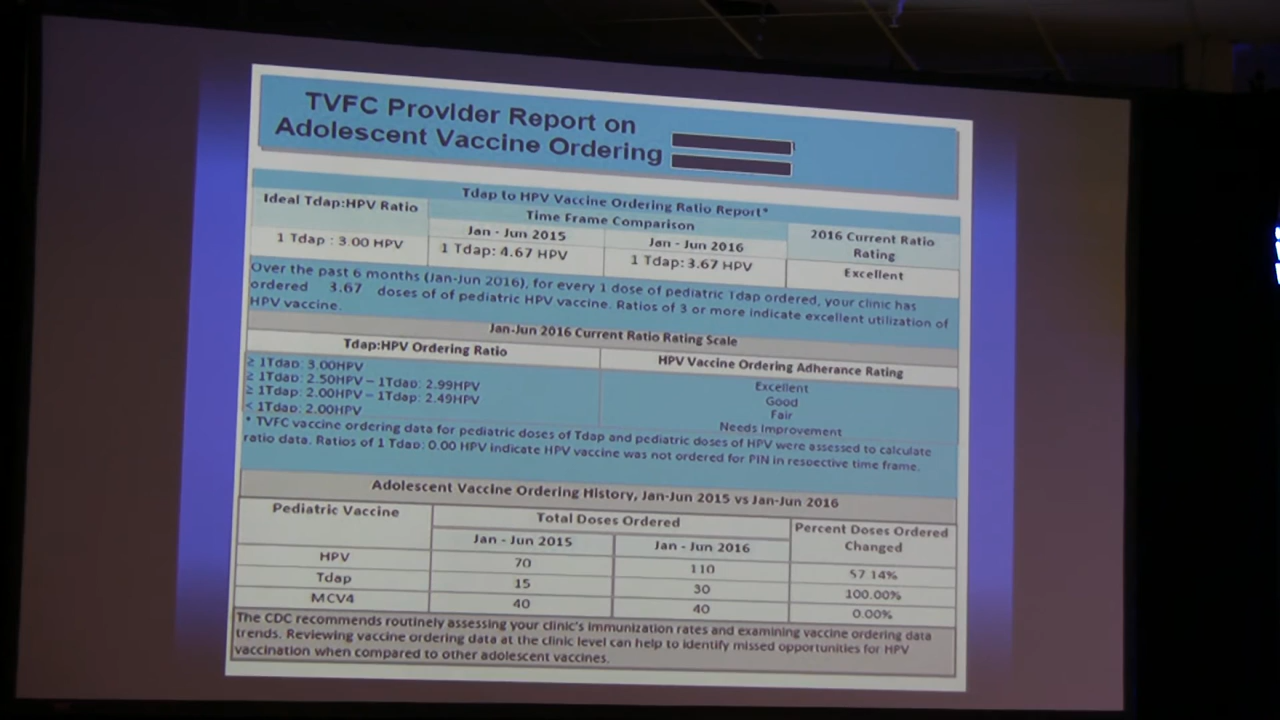 TVFC Provider Report on
Adolescent Vaccine Ordering
Tdap to HPV Vaccine Ordering Ratio Report*
Ideal Tdap:HPV Ratio
Time Frame Comparison
2016 Current Ratio
Rating
Jan - Jun 2015
Jan - Jun 2016
1 Tdap : 3.00 HPV
1 Tdap: 4.67 HPV
1 Tdap: 3.67 HPV
Excellent
Over the past 6 months (Jan-Jun 2016), for every 1 dose of pediatric Tdap ordered, your clinic has
ordered 3.67 doses of of pediatric HPV vaccine. Ratios of 3 or more indicate excellent utilization of
HPV vaccine.
Jan-Jun 2016 Current Ratio Rating Scale
Tdap:HPV Ordering Ratio
HPV Vaccine Ordering Adherance Rating
≥ 1Tdap: 3.00HPV
Excellent
≥ 1Tdap: 2.50HPV – 1Tdap: 2.99HPV
Good
≥ 1Tdap: 2.00HPV – 1Tdap: 2.49HPV
Fair
< 1Tdap: 2.00HPV
Needs Improvement
* TVFC vaccine ordering data for pediatric doses of Tdap and pediatric doses of HPV were assessed to calculate
ratio data. Ratios of 1 Tdap: 0.00 HPV indicate HPV vaccine was not ordered for PIN in respective time frame.
Adolescent Vaccine Ordering History, Jan-Jun 2015 vs Jan-Jun 2016
Pediatric Vaccine
Total Doses Ordered
Percent Doses Ordered
Changed
Jan - Jun 2015
Jan - Jun 2016
HPV
70
110
57.14%
Tdap
15
30
100.00%
MCV4
40
40
0.00%
The CDC recommends routinely assessing your clinic's immunization rates and examining vaccine ordering data
trends. Reviewing vaccine ordering data at the clinic level can help to identify missed opportunities for HPV
vaccination when compared to other adolescent vaccines.